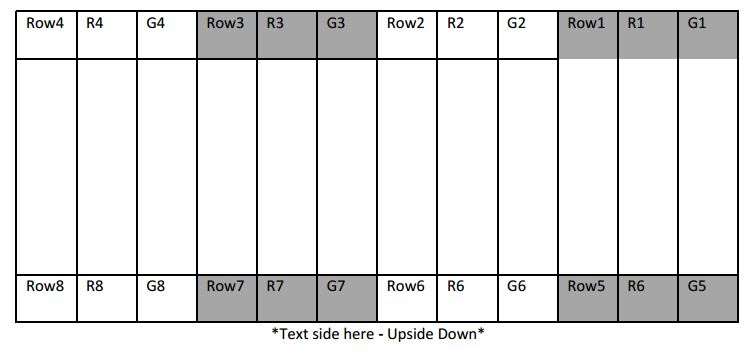 Row4 R4 G4 Row3 R3 G3 Row2 R2 G2 Row1 R1 G1
Row8 R8 G8 Row7 R7 G7 Row6 R6 G6 Row5 R6 G5
*Text side here - Upside Down*